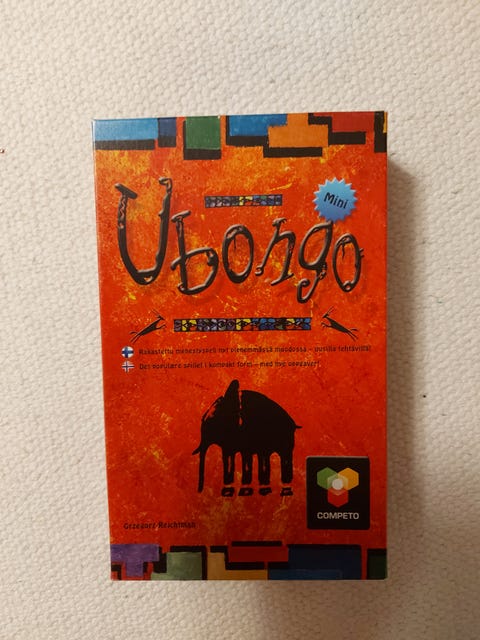 Mini
Ubongo
Rakastettu menestyspeli nyt pienemmässä muodossa – uusilla tehtävillä!
Det populære spillet i kompakt form – med nye oppgaver!
Grzegorz Rejchtman
COMPETO